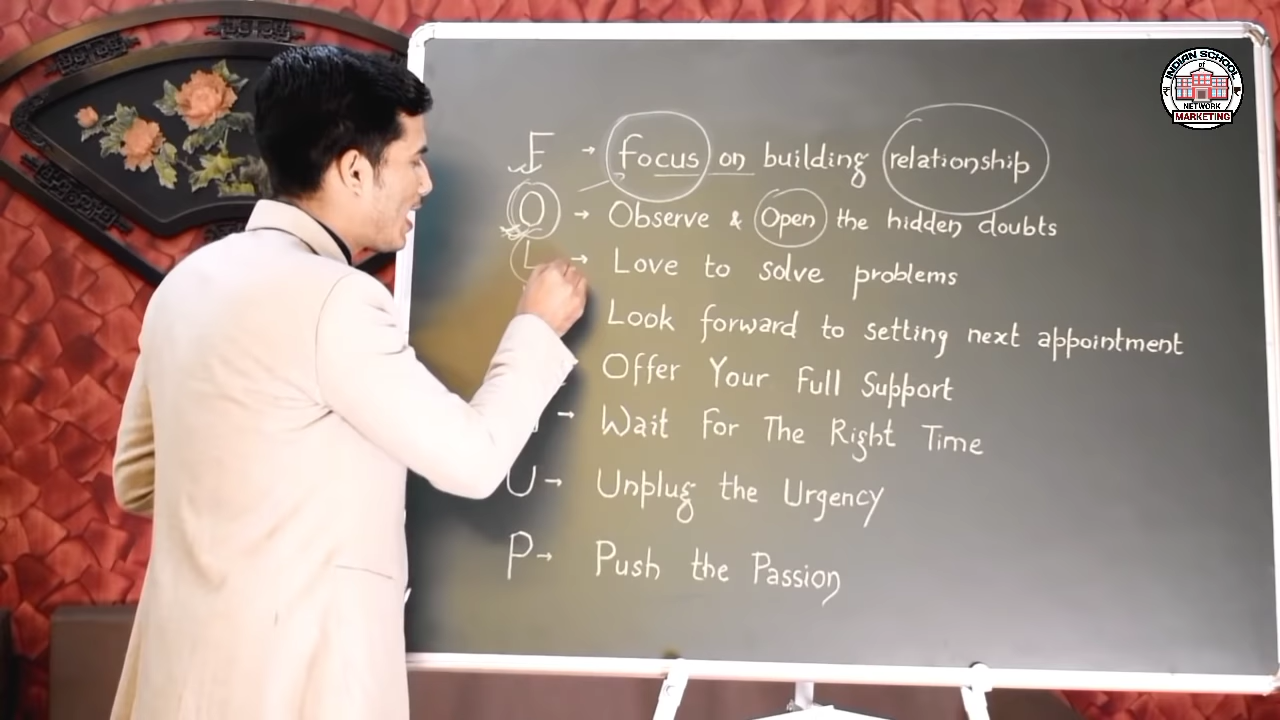 F → focus on building relationship
O → Observe & Open the hidden doubts
L → Love to solve problems
Look forward to setting next appointment
Offer Your Full Support
→ Wait For The Right Time
U → Unplug the Urgency
P → Push the Passion
INDIAN SCHOOL
of
NETWORK
MARKETING